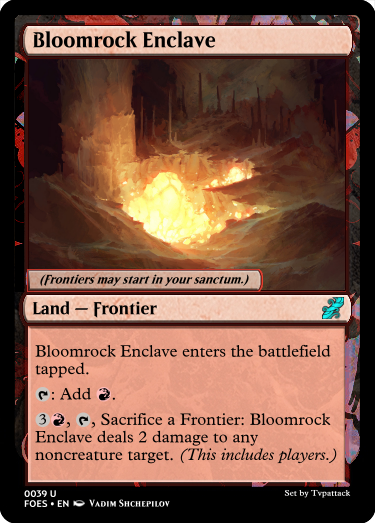 Bloomrock Enclave
(Frontiers may start in your sanctum.)
Land — Frontier
Bloomrock Enclave enters the battlefield
tapped.
: Add .
3 , , Sacrifice a Frontier: Bloomrock
Enclave deals 2 damage to any
noncreature target. (This includes players.)
0039 U
Set by Tvpattack
FOES • EN Vadim Shchepilov